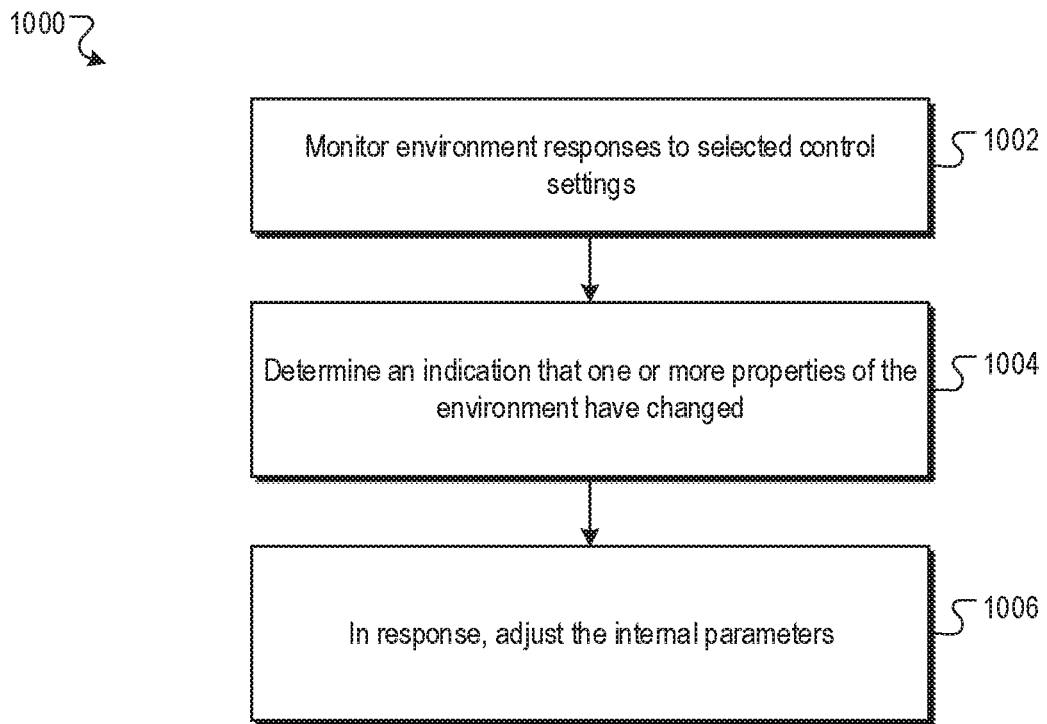 1000
Monitor environment responses to selected control
settings
1002
Determine an indication that one or more properties of the
environment have changed
1004
In response, adjust the internal parameters
1006